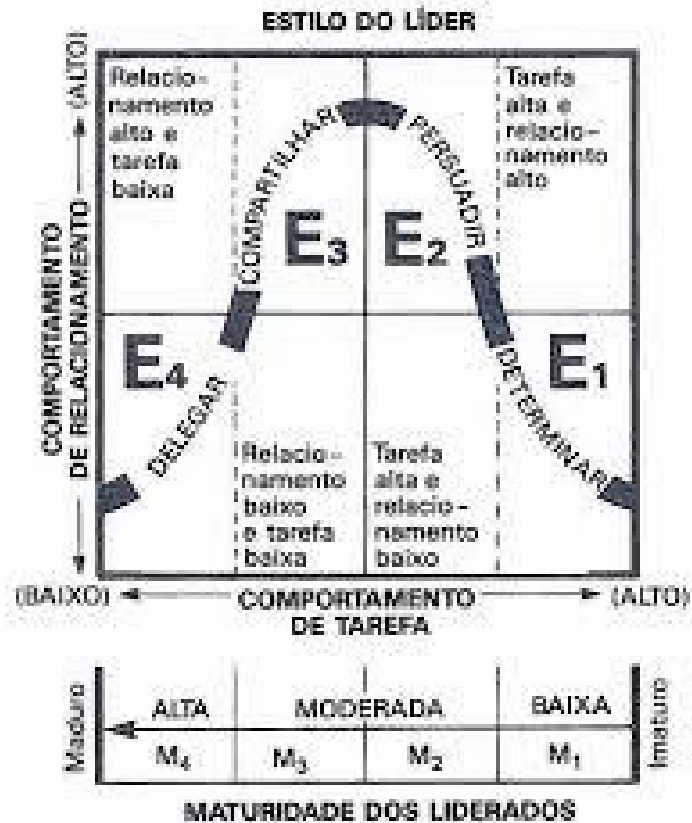 ESTILO DO LÍDER
(ALTO)
COMPORTAMENTO
DE RELACIONAMENTO
Relacio-
namento
alto e
tarefa
baixa
Tarefa
alta e
relacio-
namento
alto
COMPARTILHAR
PERSUADIR
E3
E2
E4
E1
DELEGAR
DETERMINAR
Relacio-
namento
baixo
e tarefa
baixa
Tarefa
alta e
relacio-
namento
baixo
(BAIXO)
COMPORTAMENTO
DE TAREFA
(ALTO)
Maduro
ALTA
MODERADA
BAIXA
Imaturo
M4
M3
M2
M1
MATURIDADE DOS LIDERADOS